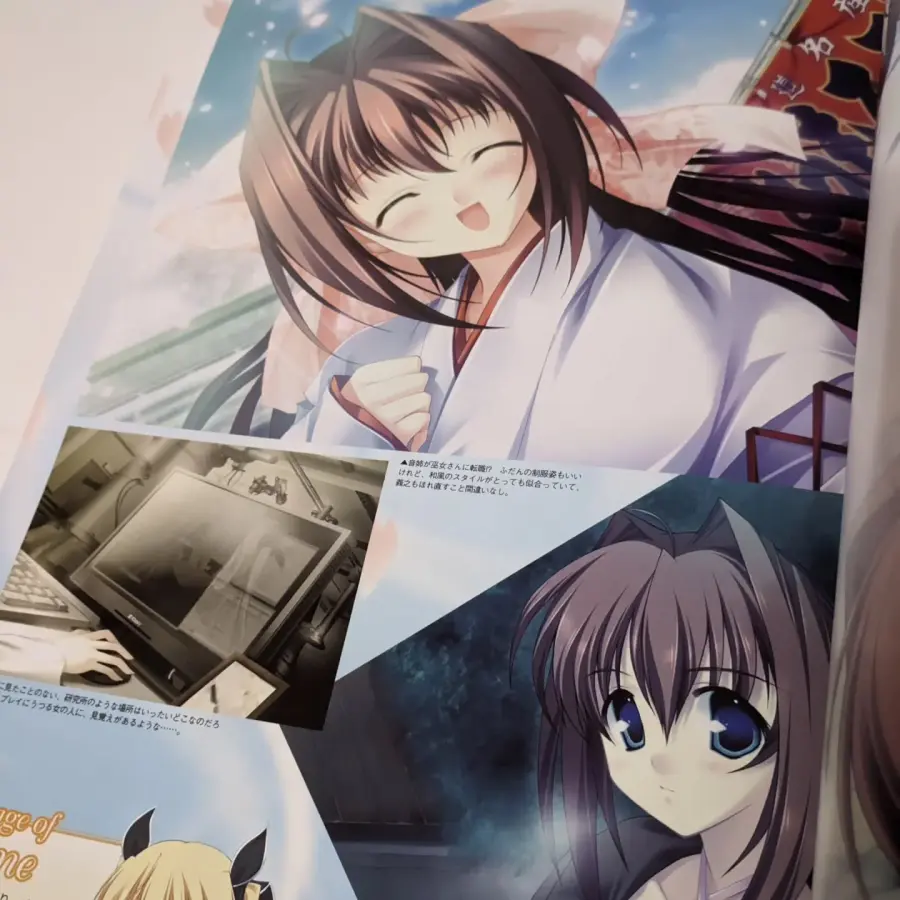 ▲音姉が巫女さんに転職!? ふだんの制服姿もいい
けれど、和風のスタイルがとっても似合っていて、
義之もほれ直すこと間違いなし。
に見たことのない、研究所のような場所はいったいどこなのだろ
プレイにうつる女の人に、見覚えがあるような……。
age of
me